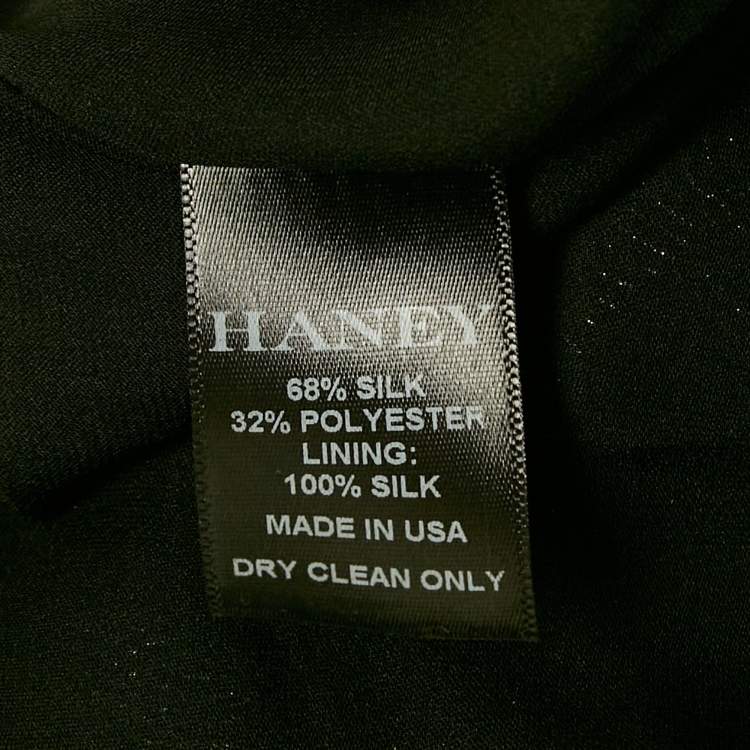 HANEY
68% SILK
32% POLYESTER
LINING:
100% SILK
MADE IN USA
DRY CLEAN ONLY